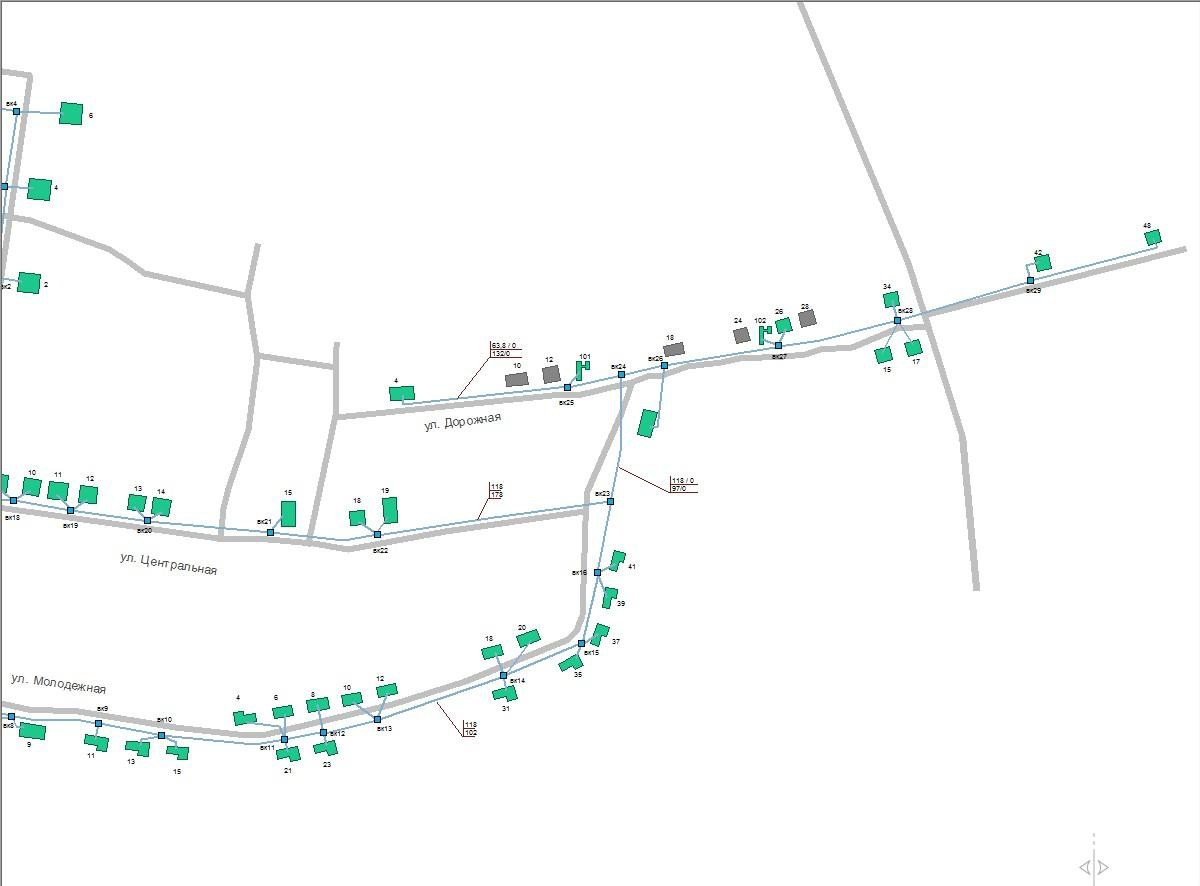 вк4
6
4
2
вк2
48
42
вк29
34
вк28
15
17
28
26
102
24
вк27
18
вк26
вк24
101
12
10
вк25
63,8 / 0
132/0
4
ул. Дорожная
118 / 0
97/0
118
178
вк23
19
18
вк22
15
вк21
14
13
вк20
12
11
вк19
10
вк18
ул. Центральная
41
вк16
39
37
вк15
35
20
18
вк14
31
118
102
12
10
вк13
8
вк12
23
6
4
вк11
21
ул. Молодежная
вк10
15
13
вк9
11
вк8
9